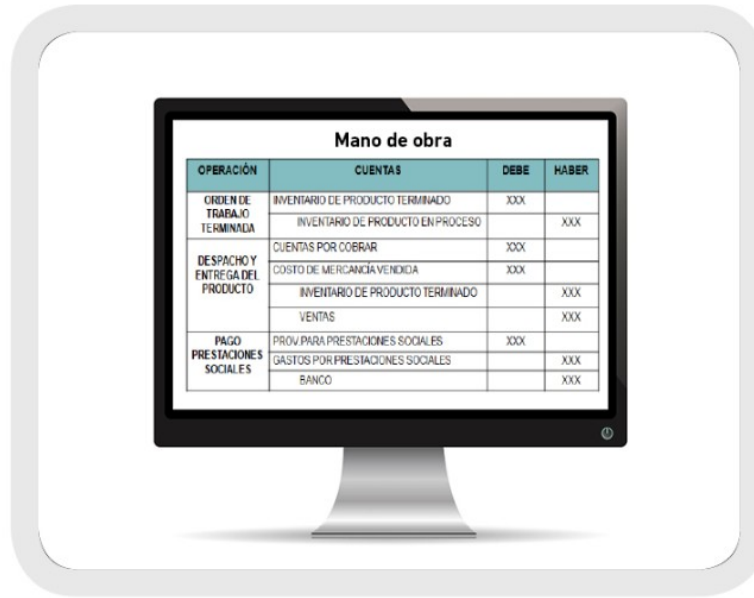 Mano de obra
OPERACIÓN CUENTAS DEBE HABER
ORDEN DE TRABAJO TERMINADA
INVENTARIO DE PRODUCTO TERMINADO XXX
INVENTARIO DE PRODUCTO EN PROCESO XXX
DESPACHO Y ENTREGA DEL PRODUCTO
CUENTAS POR COBRAR XXX
COSTO DE MERCANCÍA VENDIDA XXX
INVENTARIO DE PRODUCTO TERMINADO XXX
VENTAS XXX
PAGO PRESTACIONES SOCIALES
PROV.PARA PRESTACIONES SOCIALES XXX
GASTOS POR PRESTACIONES SOCIALES XXX
BANCO XXX